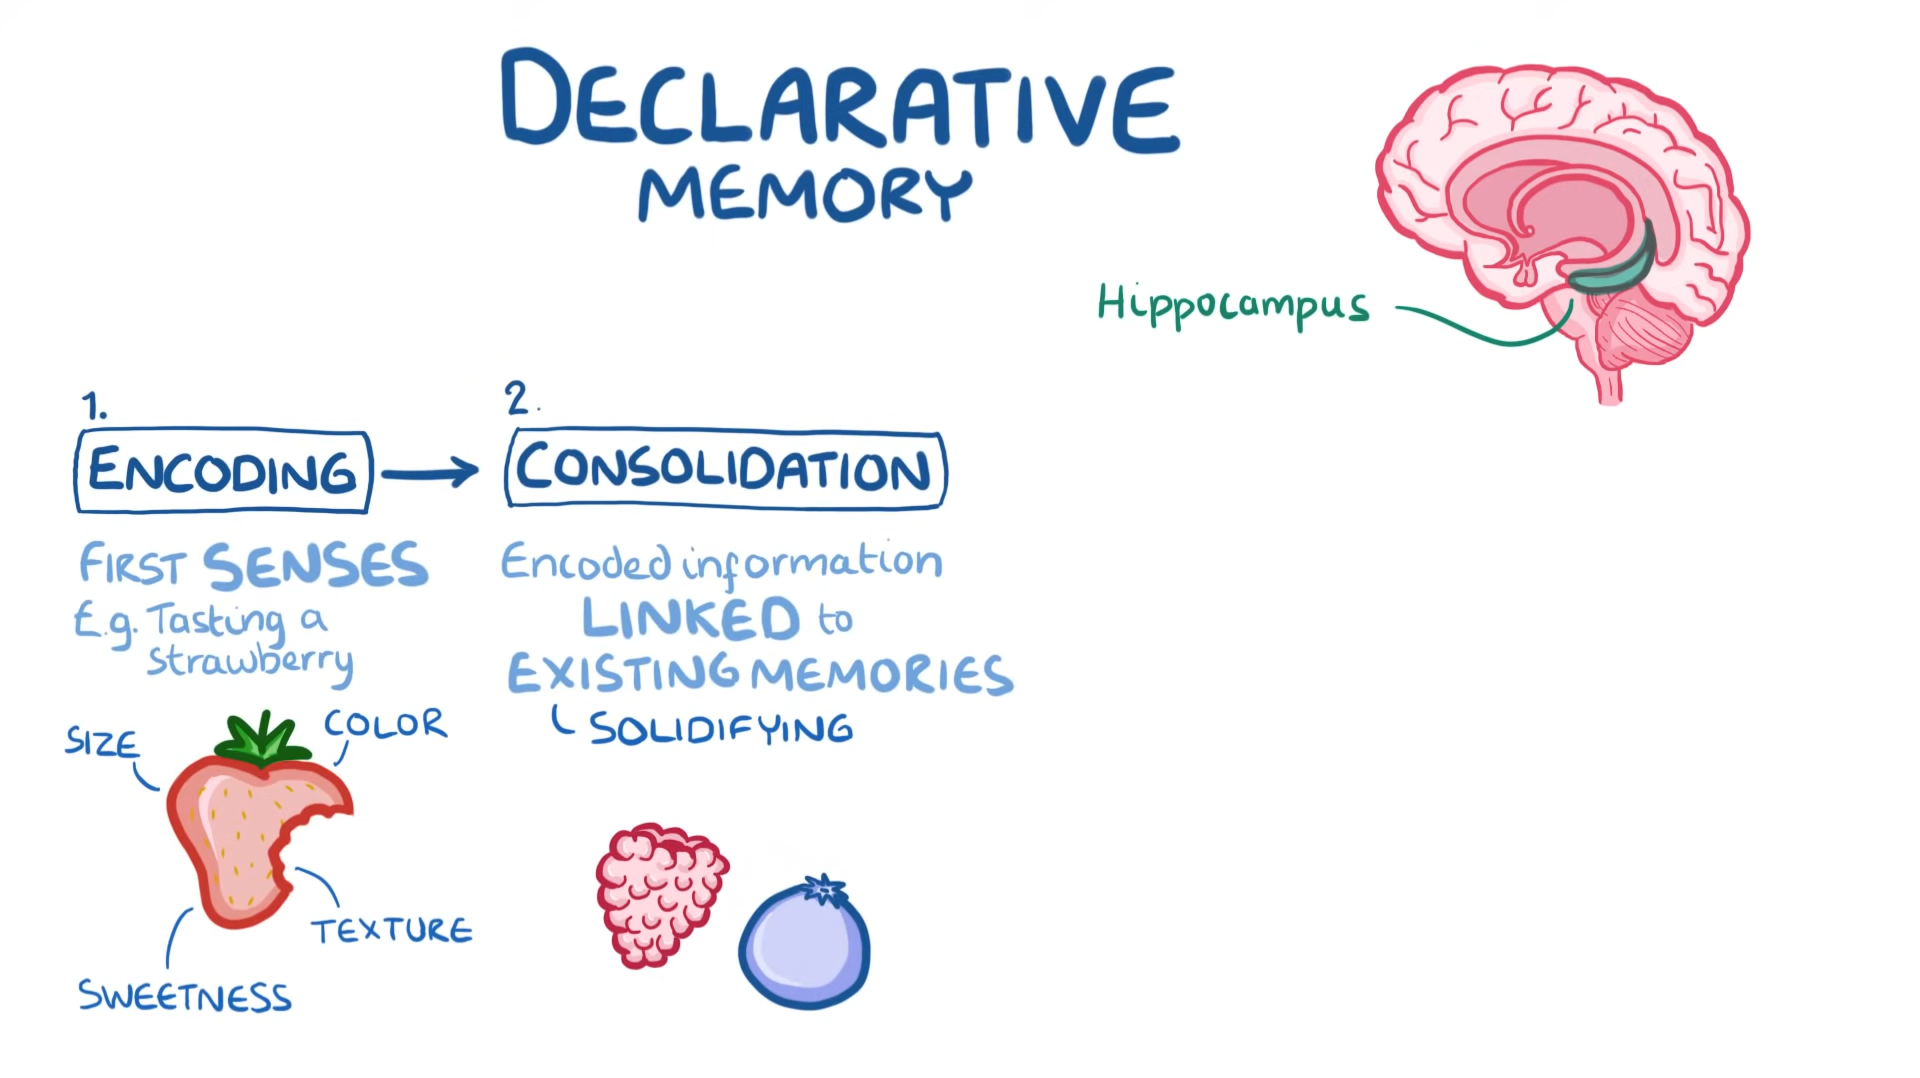 DECLARATIVE
MEMORY
Hippocampus
1.
ENCODING
FIRST SENSES
E.g. Tasting a
strawberry
SIZE
COLOR
TEXTURE
SWEETNESS
2.
CONSOLIDATION
Encoded information
LINKED to
EXISTING MEMORIES
SOLIDIFYING